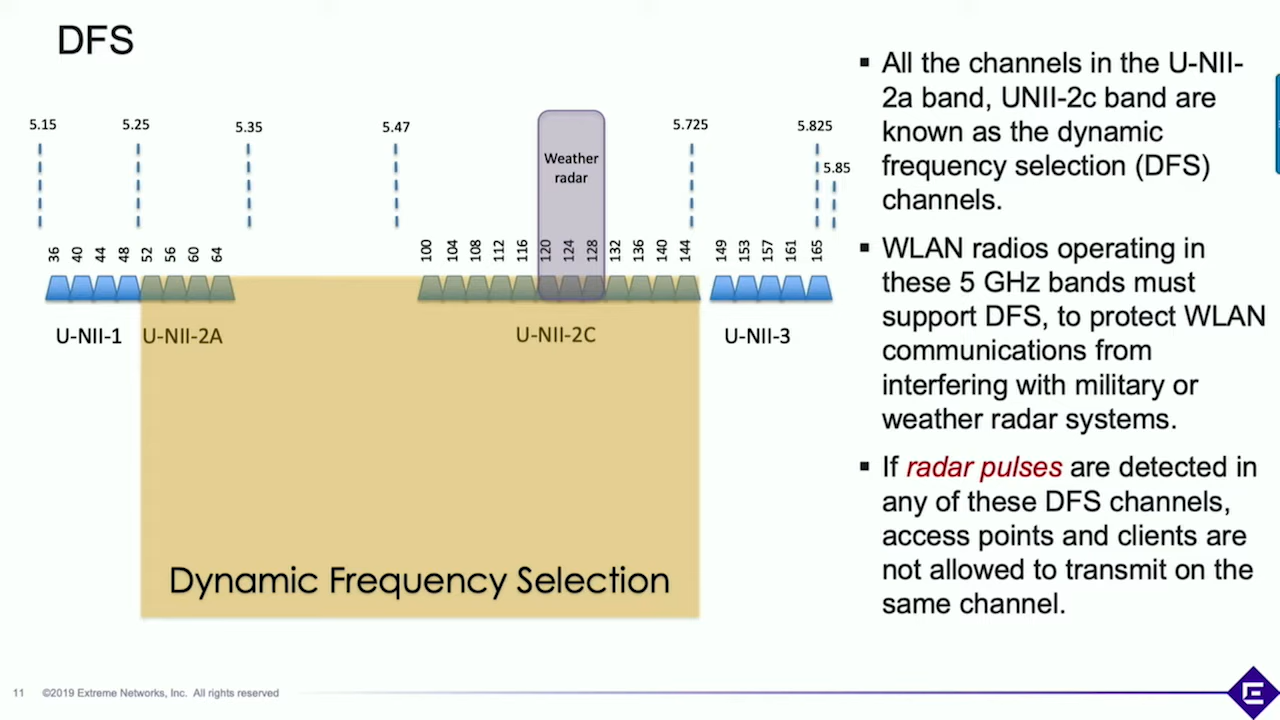 DFS
5.15
5.25
5.35
5.47
5.725
5.825
5.85
Weather
radar
36
40
44
48
52
56
60
64
100
104
108
112
116
120
124
128
132
136
140
144
149
153
157
161
165
U-NII-1
U-NII-2A
U-NII-2C
U-NII-3
Dynamic Frequency Selection
▪ All the channels in the U-NII-
2a band, UNII-2c band are
known as the dynamic
frequency selection (DFS)
channels.
▪ WLAN radios operating in
these 5 GHz bands must
support DFS, to protect WLAN
communications from
interfering with military or
weather radar systems.
▪ If radar pulses are detected in
any of these DFS channels,
access points and clients are
not allowed to transmit on the
same channel.
11 ©2019 Extreme Networks, Inc. All rights reserved